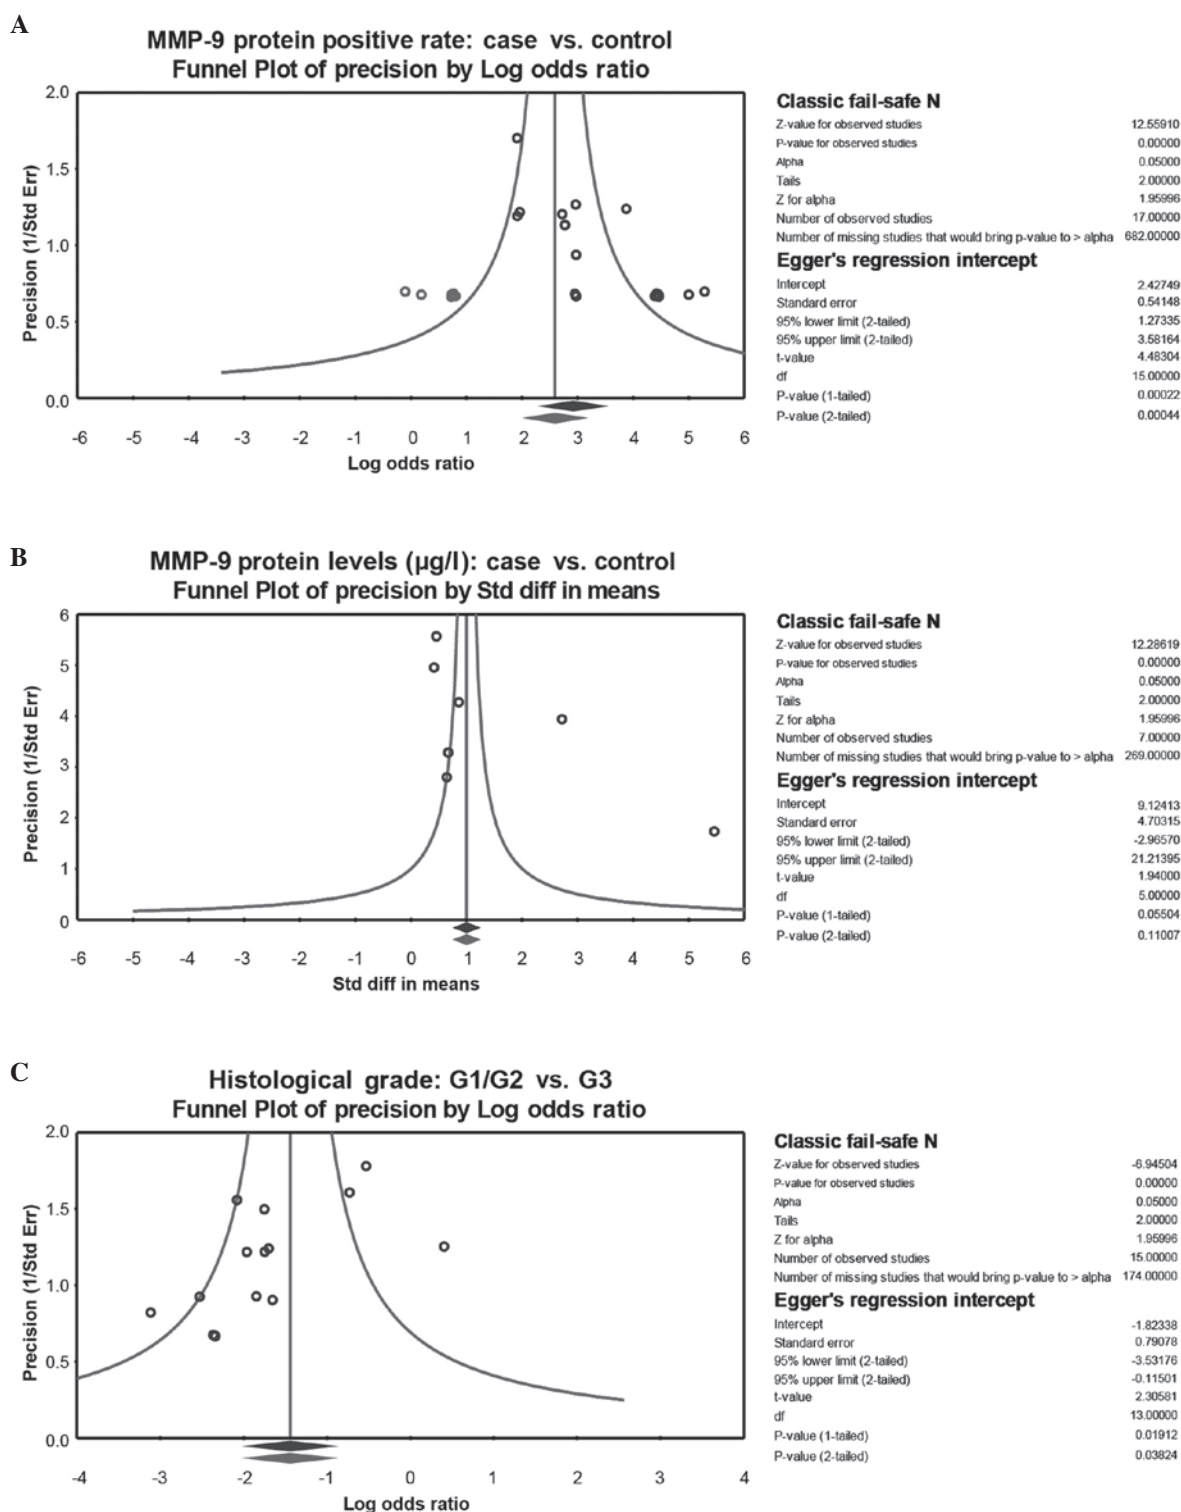 A
MMP-9 protein positive rate: case vs. control
Funnel Plot of precision by Log odds ratio
2.0
1.5
1.0
0.5
0.0
Precision (1/Std Err)
-6 -5 -4 -3 -2 -1 0 1 2 3 4 5 6
Log odds ratio
Classic fail-safe N
Z-value for observed studies 12.55910
P-value for observed studies 0.00000
Alpha 0.05000
Tails 2.00000
Z for alpha 1.95996
Number of observed studies 17.00000
Number of missing studies that would bring p-value to > alpha 682.00000
Egger's regression intercept
Intercept 2.42749
Standard error 0.54148
95% lower limit (2-tailed) 1.27335
95% upper limit (2-tailed) 3.58164
t-value 4.48304
df 15.00000
P-value (1-tailed) 0.00022
P-value (2-tailed) 0.00044
B
MMP-9 protein levels (μg/l): case vs. control
Funnel Plot of precision by Std diff in means
6
5
4
3
2
1
0
Precision (1/Std Err)
-6 -5 -4 -3 -2 -1 0 1 2 3 4 5 6
Std diff in means
Classic fail-safe N
Z-value for observed studies 12.28619
P-value for observed studies 0.00000
Alpha 0.05000
Tails 2.00000
Z for alpha 1.95996
Number of observed studies 7.00000
Number of missing studies that would bring p-value to > alpha 269.00000
Egger's regression intercept
Intercept 9.12413
Standard error 4.70315
95% lower limit (2-tailed) -2.96570
95% upper limit (2-tailed) 21.21395
t-value 1.94000
df 5.00000
P-value (1-tailed) 0.05504
P-value (2-tailed) 0.11007
C
Histological grade: G1/G2 vs. G3
Funnel Plot of precision by Log odds ratio
2.0
1.5
1.0
0.5
0.0
Precision (1/Std Err)
-4 -3 -2 -1 0 1 2 3 4
Log odds ratio
Classic fail-safe N
Z-value for observed studies -6.94504
P-value for observed studies 0.00000
Alpha 0.05000
Tails 2.00000
Z for alpha 1.95996
Number of observed studies 15.00000
Number of missing studies that would bring p-value to > alpha 174.00000
Egger's regression intercept
Intercept -1.82338
Standard error 0.79078
95% lower limit (2-tailed) -3.53176
95% upper limit (2-tailed) -0.11501
t-value 2.30581
df 13.00000
P-value (1-tailed) 0.01912
P-value (2-tailed) 0.03824